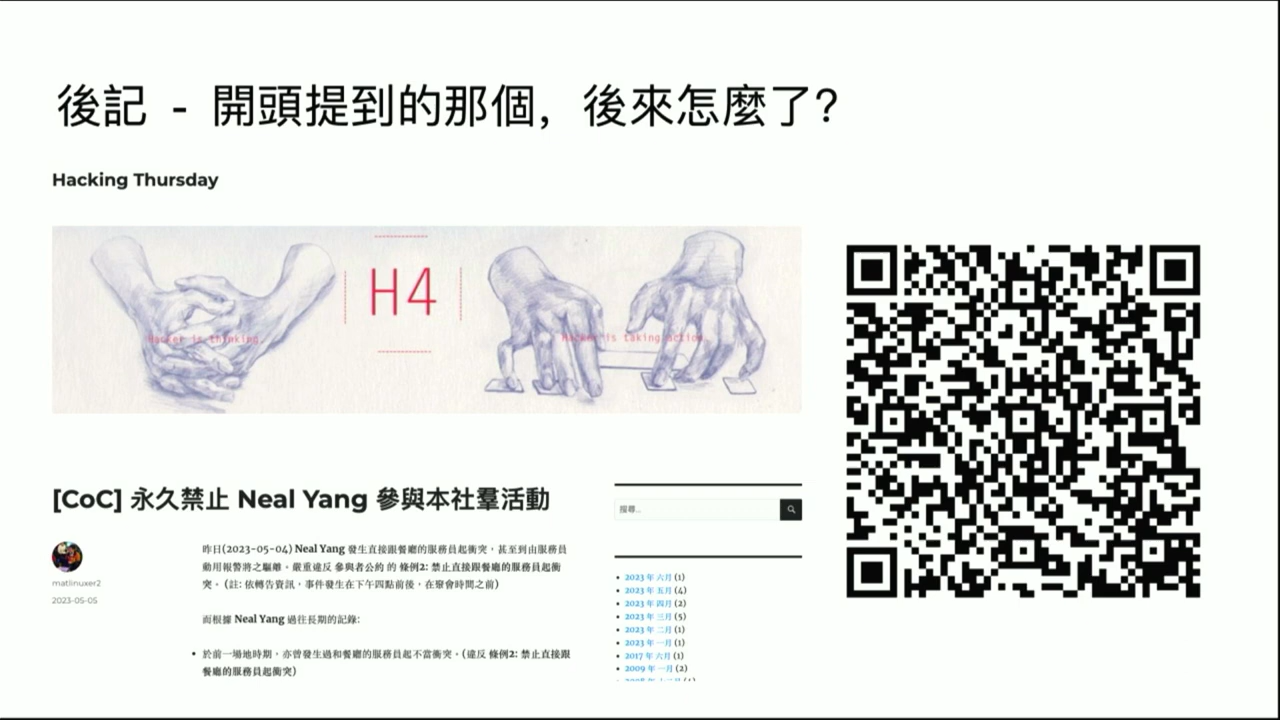 後記 - 開頭提到的那個，後來怎麼了?
Hacking Thursday
H4
Hacker is thinking.
Hacker is taking action.
[CoC] 永久禁止 Neal Yang 參與本社羣活動
matlinuxer2
2023-05-05
昨日(2023-05-04) Neal Yang 發生直接跟餐廳的服務員起衝突，甚至到由服務員
動用報警將之驅離。嚴重違反 參與者公約 的 條例2: 禁止直接跟餐廳的服務員起衝
突。 (註: 依轉告資訊，事件發生在下午四點前後，在聚會時間之前)
而根據 Neal Yang 過往長期的記錄:
• 於前一場地時期，亦曾發生過和餐廳的服務員起不當衝突。(違反 條例2: 禁止直接跟
餐廳的服務員起衝突)
搜尋...
• 2023 年 六月 (1)
• 2023 年 五月 (4)
• 2023 年 四月 (2)
• 2023 年 三月 (5)
• 2023 年 二月 (1)
• 2023 年 一月 (1)
• 2017 年 六月 (1)
• 2009 年 一月 (2)